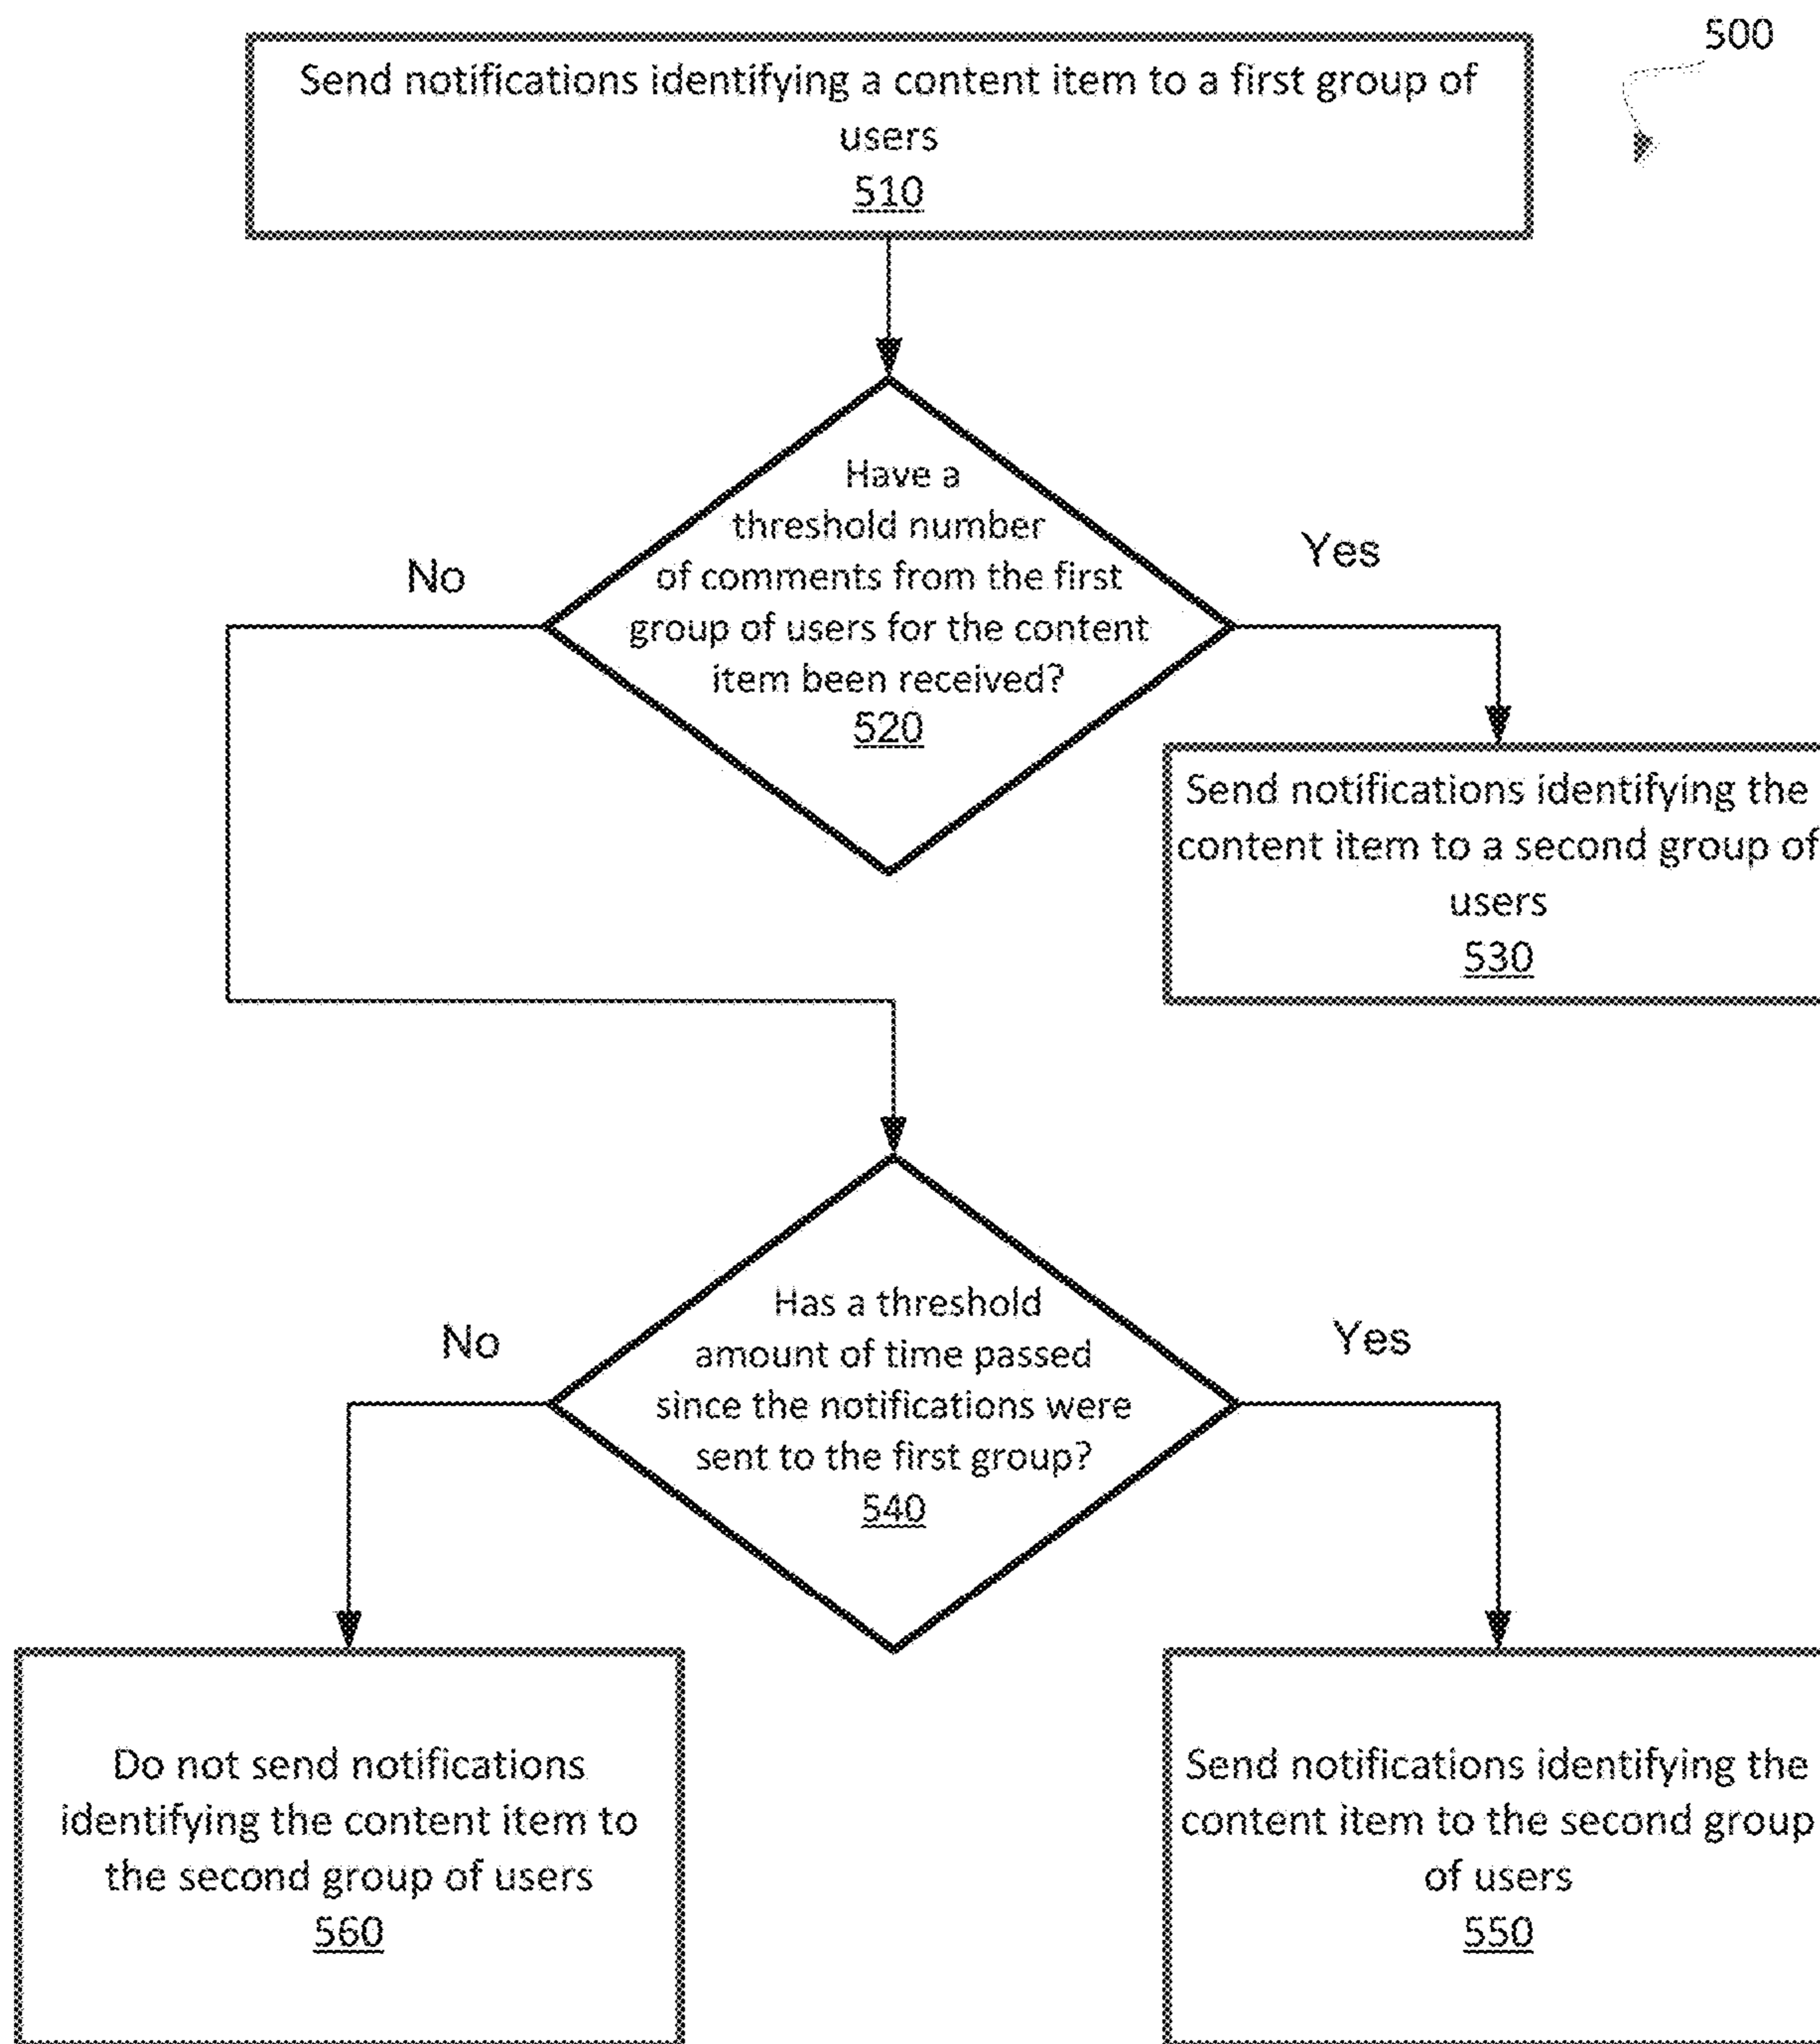 500
Send notifications identifying a content item to a first group of
users
510
Have a
threshold number
of comments from the first
group of users for the content
item been received?
520
No
Yes
Send notifications identifying the
content item to a second group of
users
530
Has a threshold
amount of time passed
since the notifications were
sent to the first group?
540
No
Yes
Do not send notifications
identifying the content item to
the second group of users
560
Send notifications identifying the
content item to the second group
of users
550